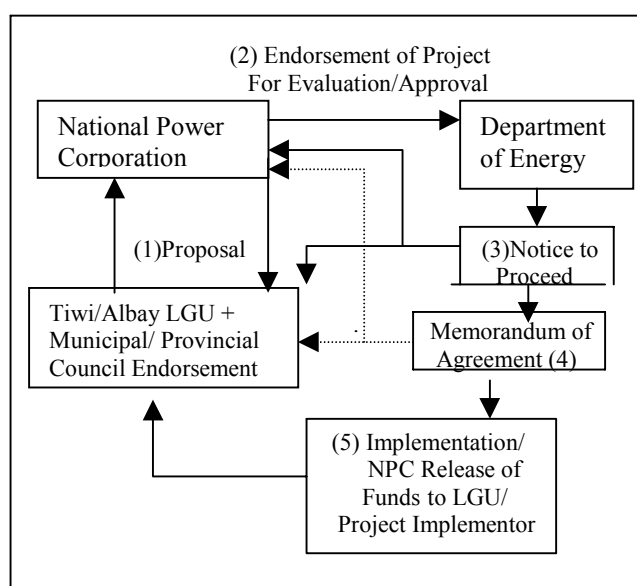 (2) Endorsement of Project
For Evaluation/Approval
National Power
Corporation
Department
of Energy
(1)Proposal
(3)Notice to
Proceed
Tiwi/Albay LGU +
Municipal/ Provincial
Council Endorsement
Memorandum of
Agreement (4)
(5) Implementation/
NPC Release of
Funds to LGU/
Project Implementor